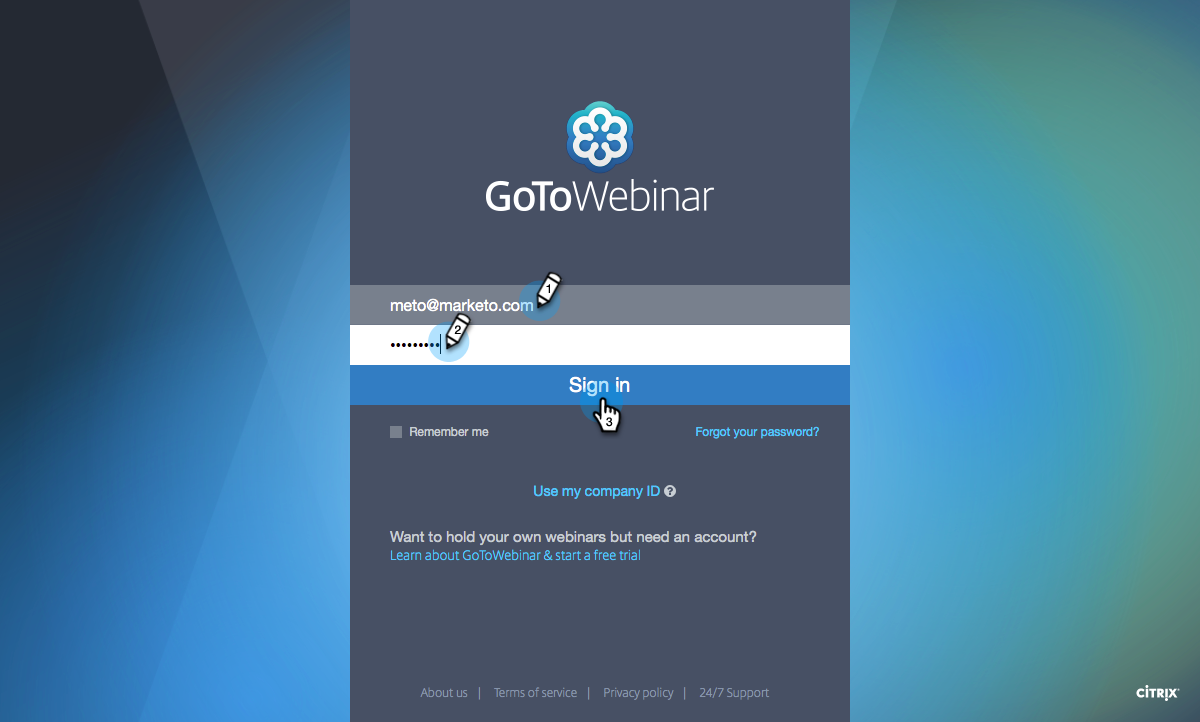 GoToWebinar
1
meto@marketo.com
2
•••••••••
Sign in
3
Remember me
Forgot your password?
Use my company ID ?
Want to hold your own webinars but need an account?
Learn about GoToWebinar & start a free trial
About us | Terms of service | Privacy policy | 24/7 Support
CITRIX